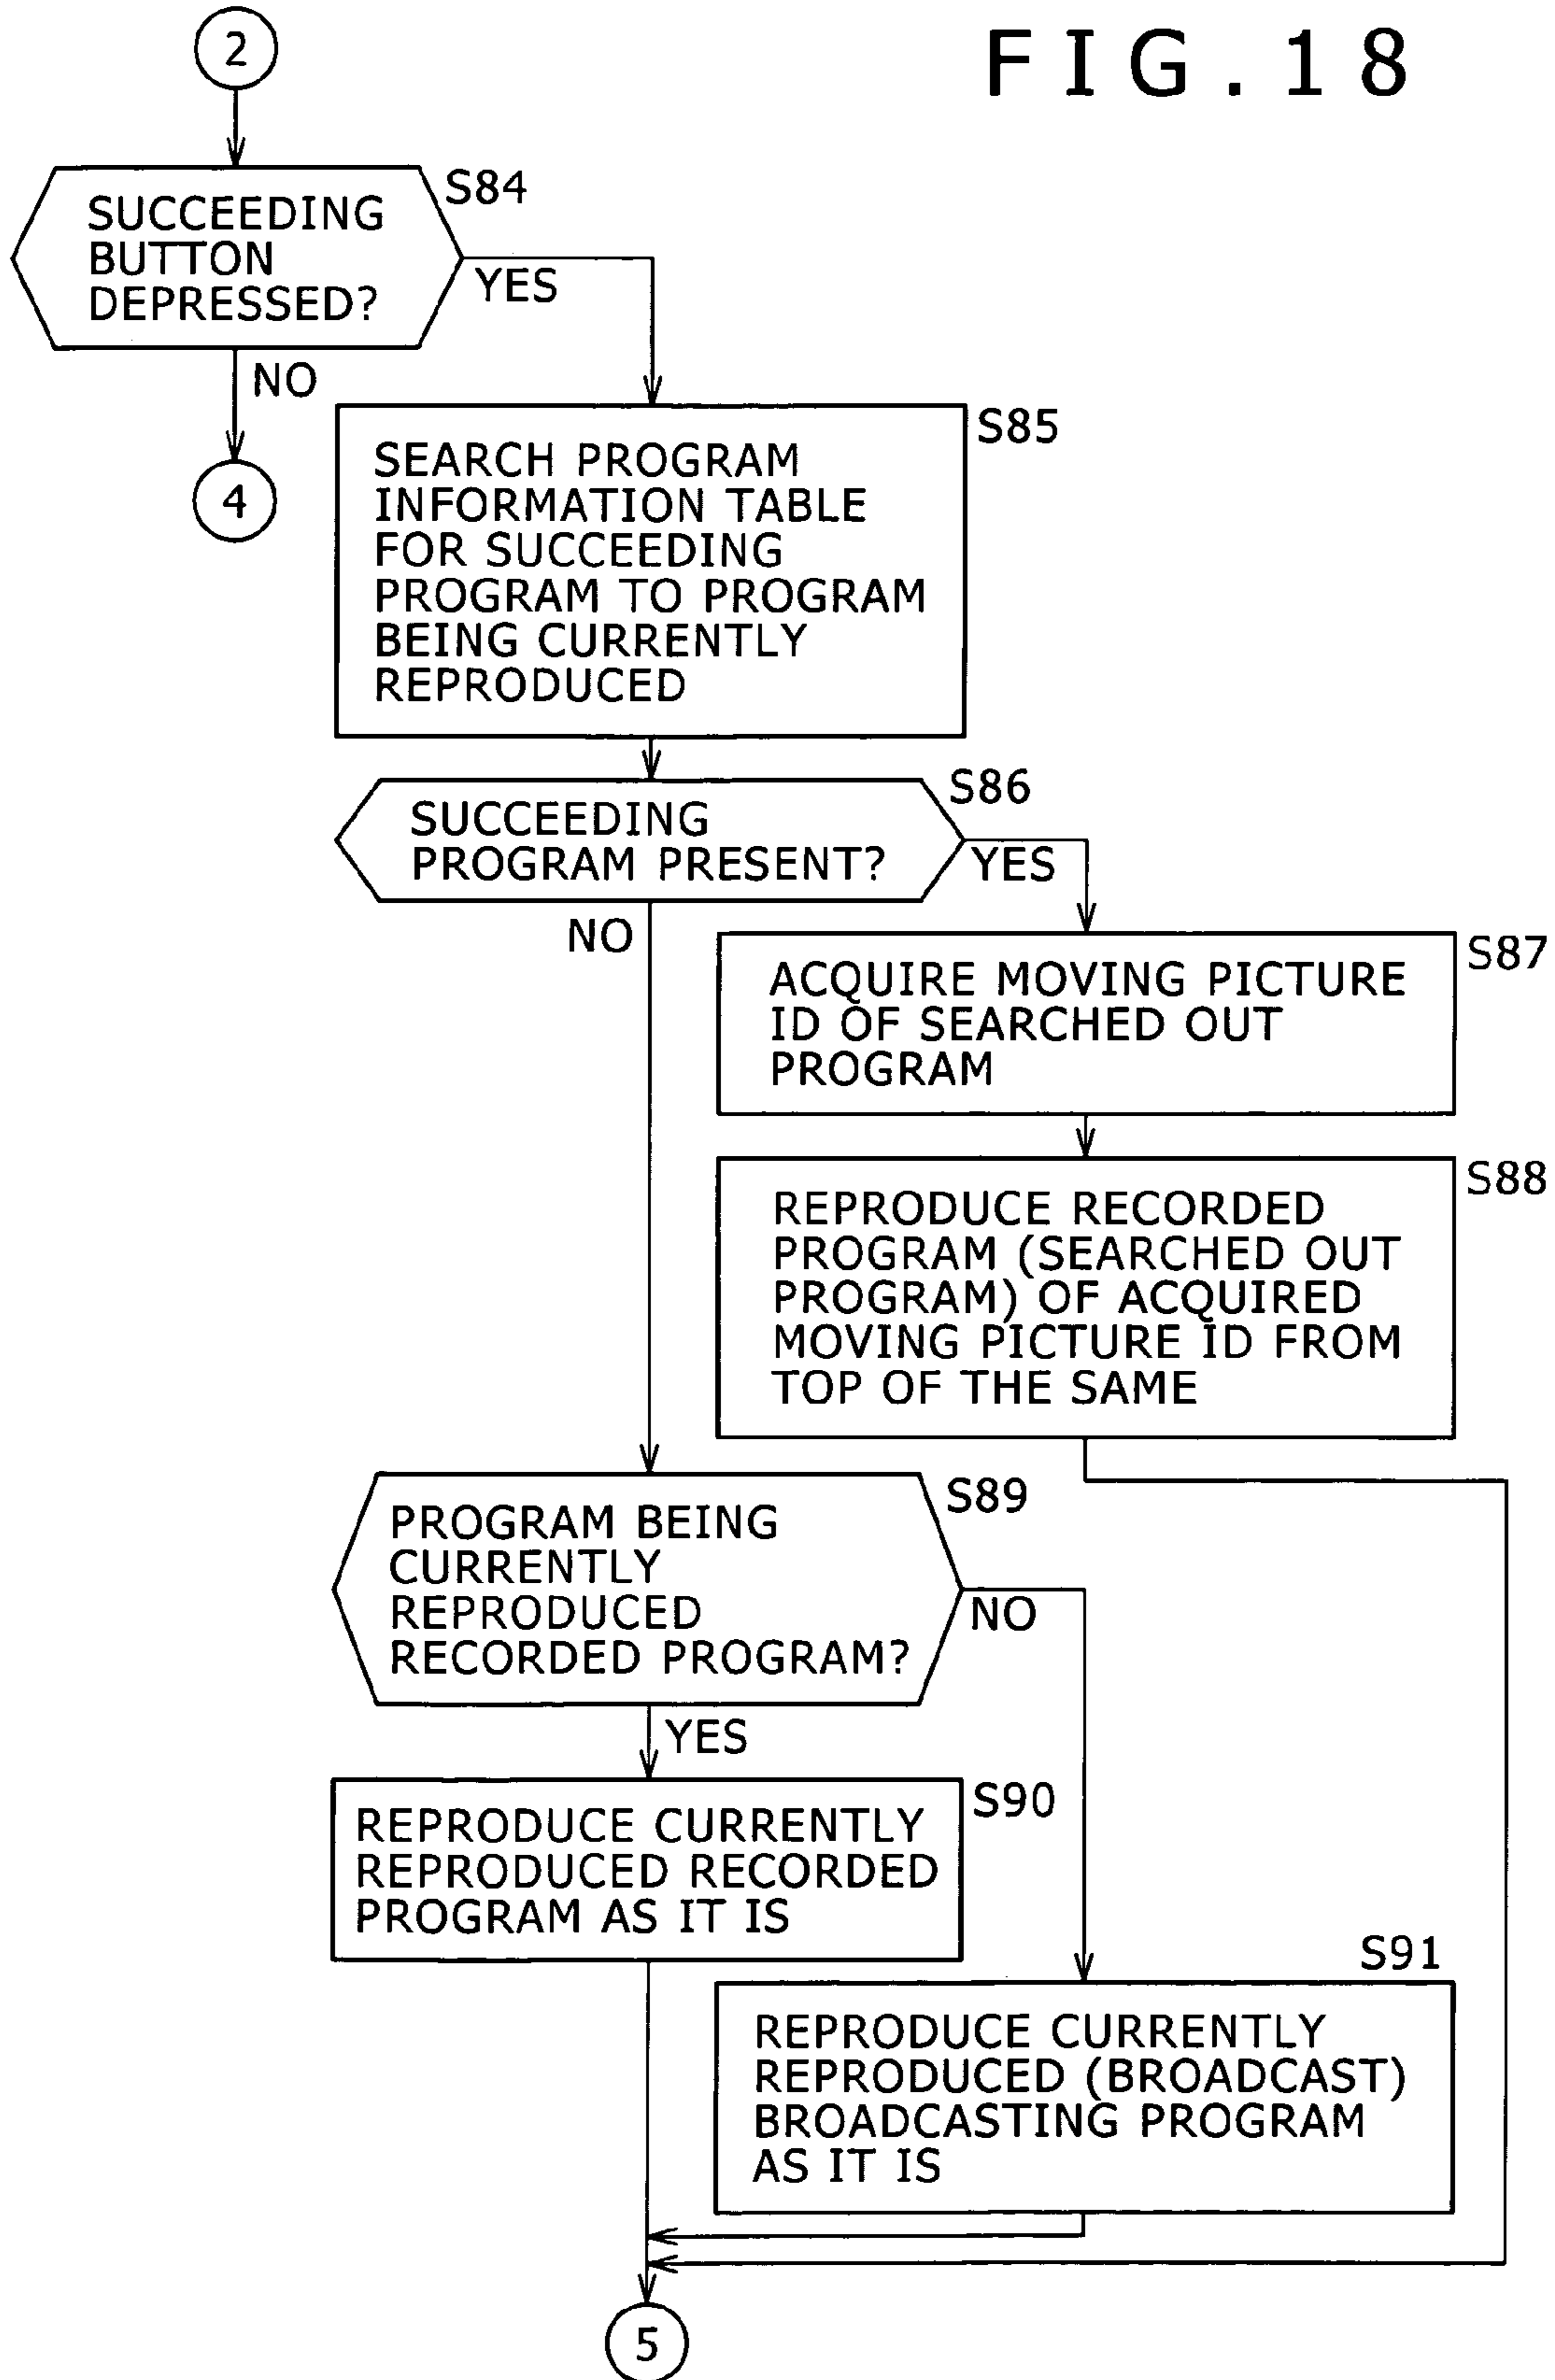 FIG.18
2
SUCCEEDING
BUTTON
DEPRESSED?
S84
YES
NO
4
SEARCH PROGRAM
INFORMATION TABLE
FOR SUCCEEDING
PROGRAM TO PROGRAM
BEING CURRENTLY
REPRODUCED
S85
SUCCEEDING
PROGRAM PRESENT?
S86
YES
NO
ACQUIRE MOVING PICTURE
ID OF SEARCHED OUT
PROGRAM
S87
REPRODUCE RECORDED
PROGRAM (SEARCHED OUT
PROGRAM) OF ACQUIRED
MOVING PICTURE ID FROM
TOP OF THE SAME
S88
PROGRAM BEING
CURRENTLY
REPRODUCED
RECORDED PROGRAM?
S89
NO
YES
REPRODUCE CURRENTLY
REPRODUCED RECORDED
PROGRAM AS IT IS
S90
S91
REPRODUCE CURRENTLY
REPRODUCED (BROADCAST)
BROADCASTING PROGRAM
AS IT IS
5